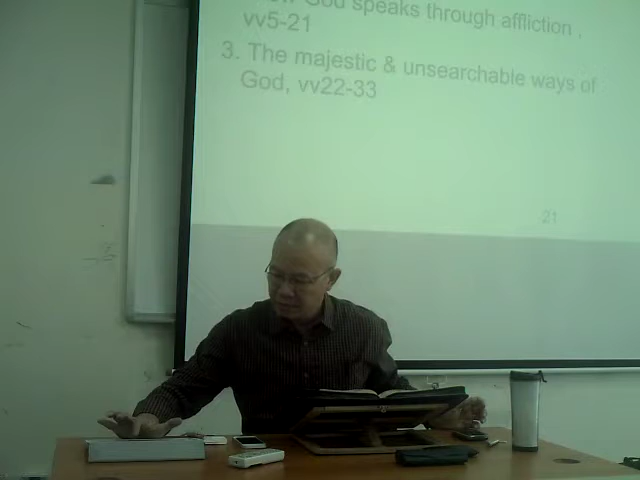 God speaks through affliction .
vv5-21
3. The majestic & unsearchable ways of
God, vv22-33
21